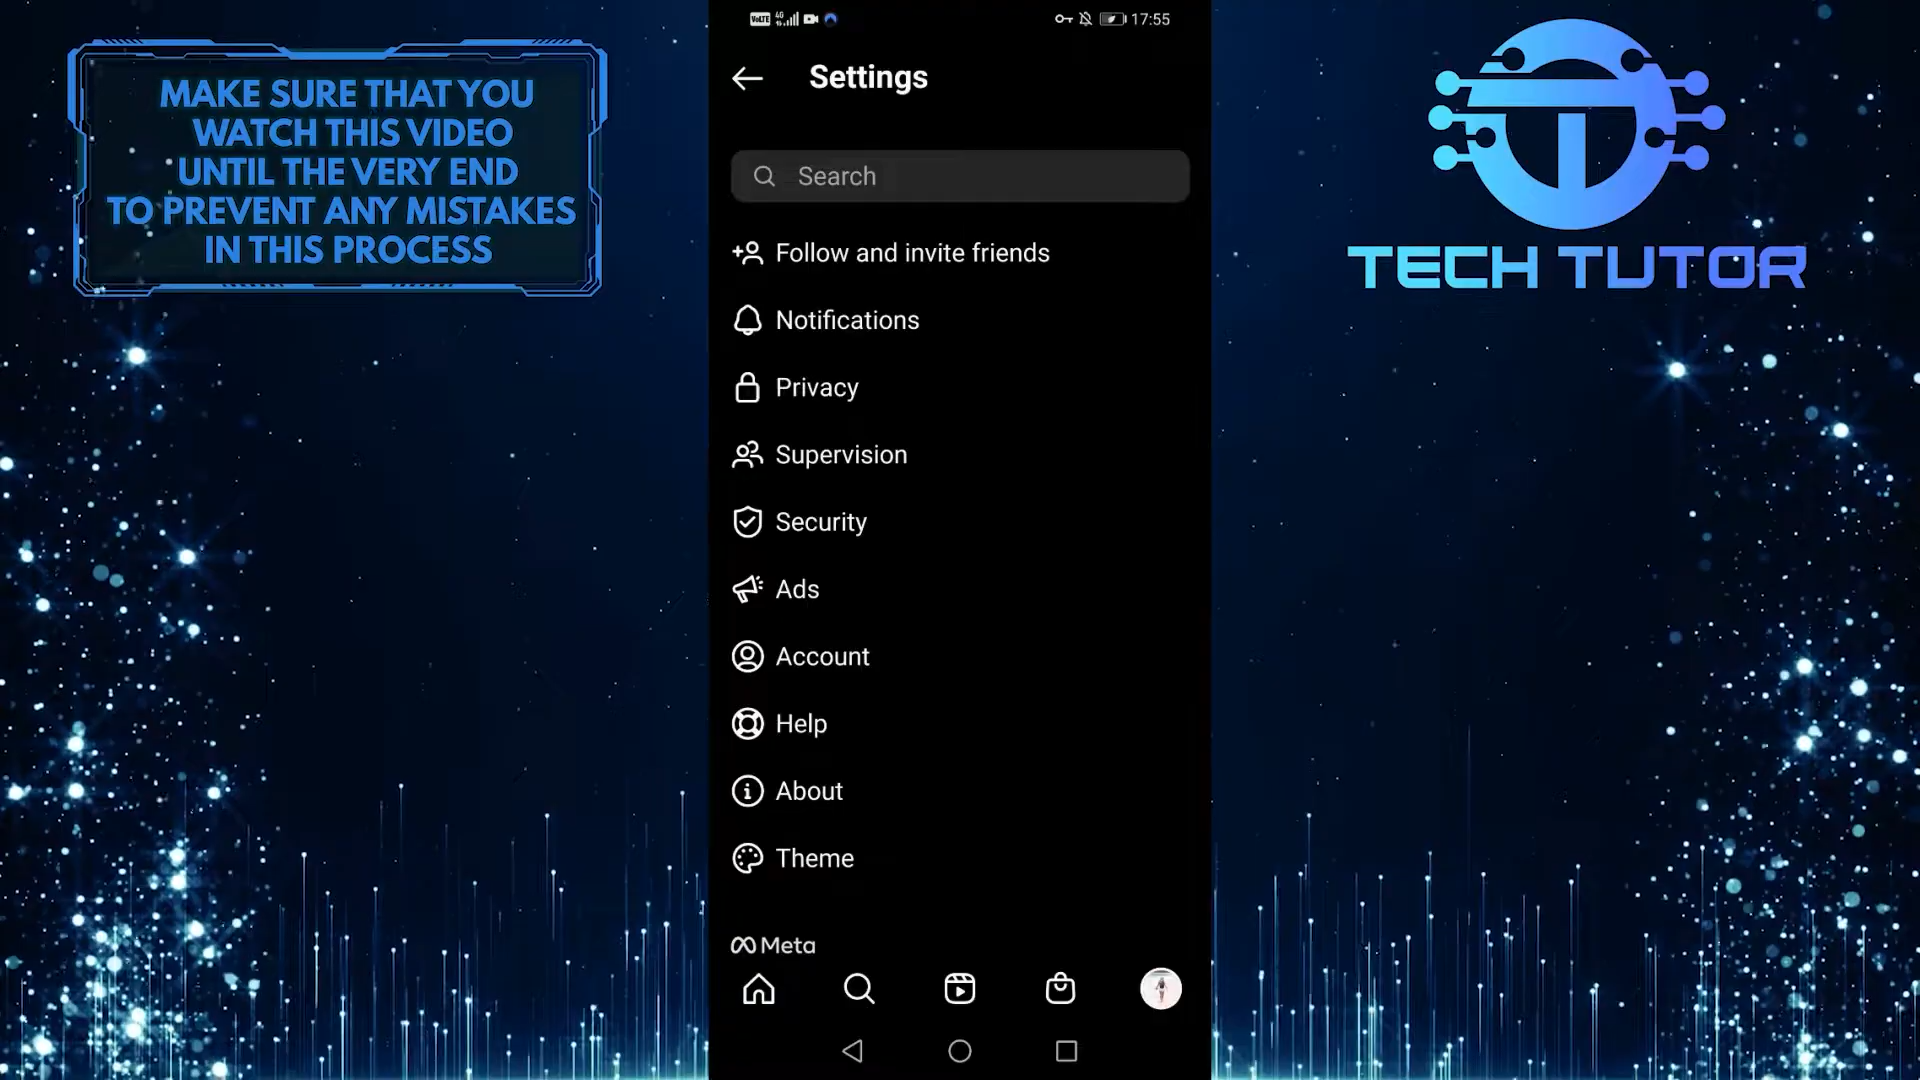 MAKE SURE THAT YOU
WATCH THIS VIDEO
UNTIL THE VERY END
TO PREVENT ANY MISTAKES
IN THIS PROCESS
VoLTE 4G 17:55
Settings
Search
Follow and invite friends
Notifications
Privacy
Supervision
Security
Ads
Account
Help
About
Theme
Meta
TECH TUTOR